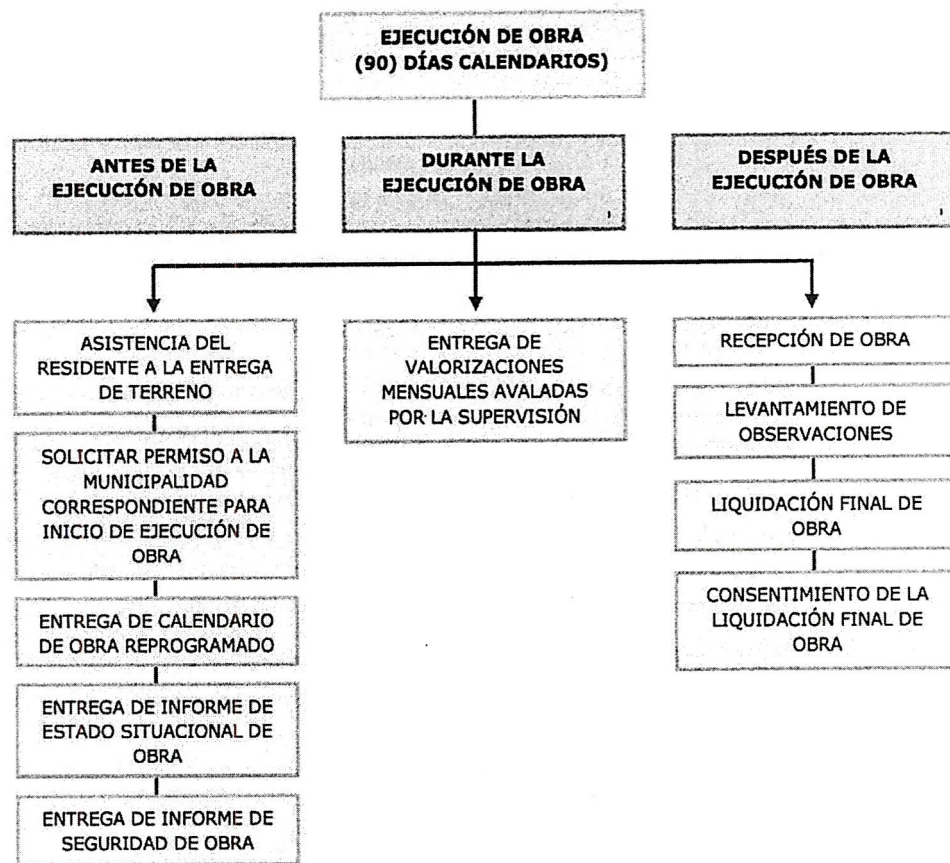 EJECUCIÓN DE OBRA
(90) DÍAS CALENDARIOS)
ANTES DE LA
EJECUCIÓN DE OBRA
DURANTE LA
EJECUCIÓN DE OBRA
DESPUÉS DE LA
EJECUCIÓN DE OBRA
ASISTENCIA DEL
RESIDENTE A LA ENTREGA
DE TERRENO
SOLICITAR PERMISO A LA
MUNICIPALIDAD
CORRESPONDIENTE PARA
INICIO DE EJECUCIÓN DE
OBRA
ENTREGA DE CALENDARIO
DE OBRA REPROGRAMADO
ENTREGA DE INFORME DE
ESTADO SITUACIONAL DE
OBRA
ENTREGA DE INFORME DE
SEGURIDAD DE OBRA
ENTREGA DE
VALORIZACIONES
MENSUALES AVALADAS
POR LA SUPERVISIÓN
RECEPCIÓN DE OBRA
LEVANTAMIENTO DE
OBSERVACIONES
LIQUIDACIÓN FINAL DE
OBRA
CONSENTIMIENTO DE LA
LIQUIDACIÓN FINAL DE
OBRA